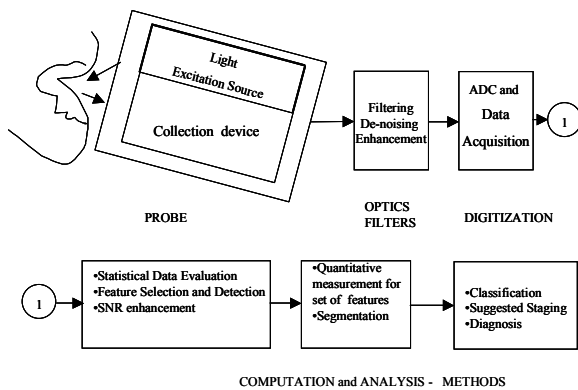 Light
Excitation Source
Collection device
Filtering
De-noising
Enhancement
ADC and
Data
Acquisition
1
PROBE
OPTICS
FILTERS
DIGITIZATION
1
•Statistical Data Evaluation
•Feature Selection and Detection
•SNR enhancement
•Quantitative
measurement for
set of features
•Segmentation
•Classification
•Suggested Staging
•Diagnosis
COMPUTATION and ANALYSIS - METHODS